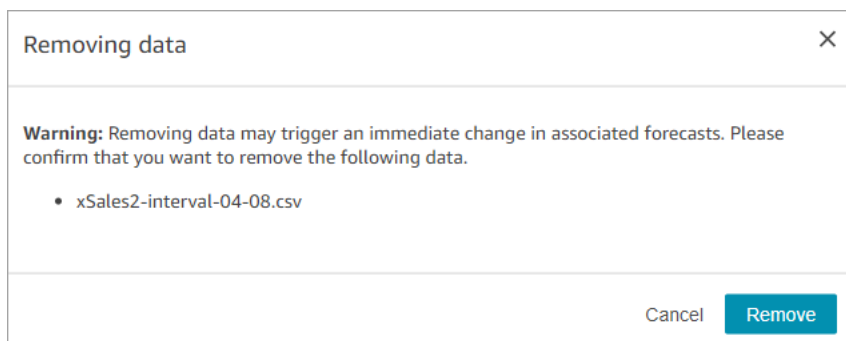 Removing data
Warning: Removing data may trigger an immediate change in associated forecasts. Please
confirm that you want to remove the following data.
• xSales2-interval-04-08.csv
Cancel Remove